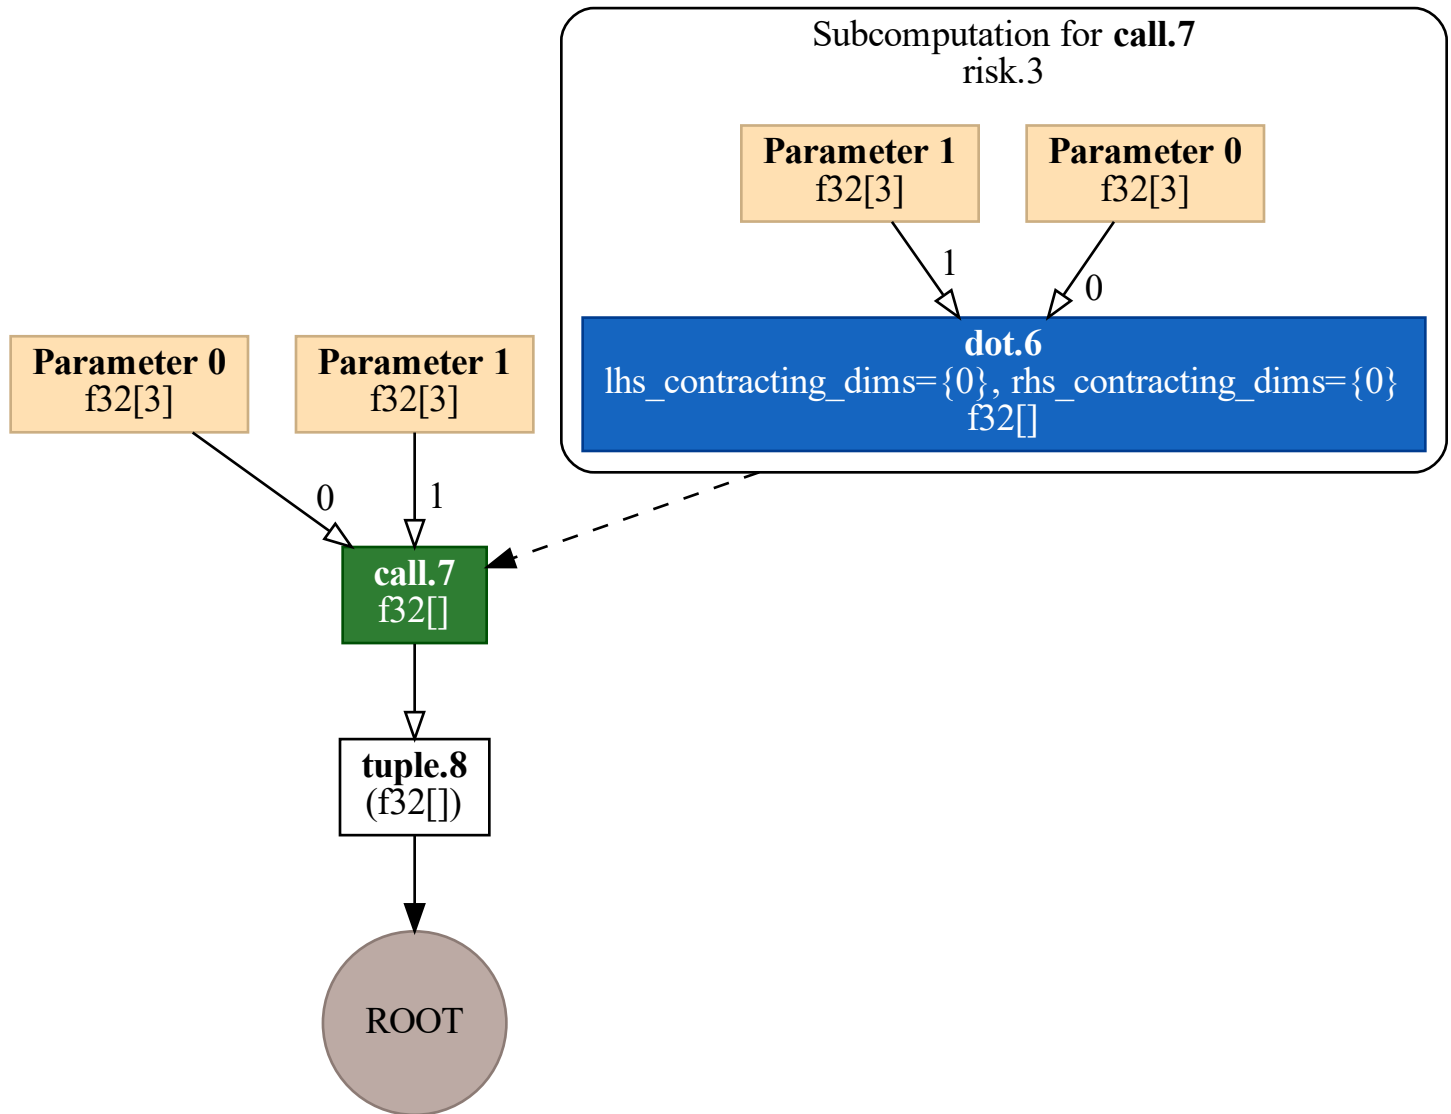 Subcomputation for call.7
risk.3
Parameter 1
f32[3]
Parameter 0
f32[3]
1
0
dot.6
lhs_contracting_dims={0}, rhs_contracting_dims={0}
f32[]
Parameter 0
f32[3]
Parameter 1
f32[3]
0
1
call.7
f32[]
tuple.8
(f32[])
ROOT